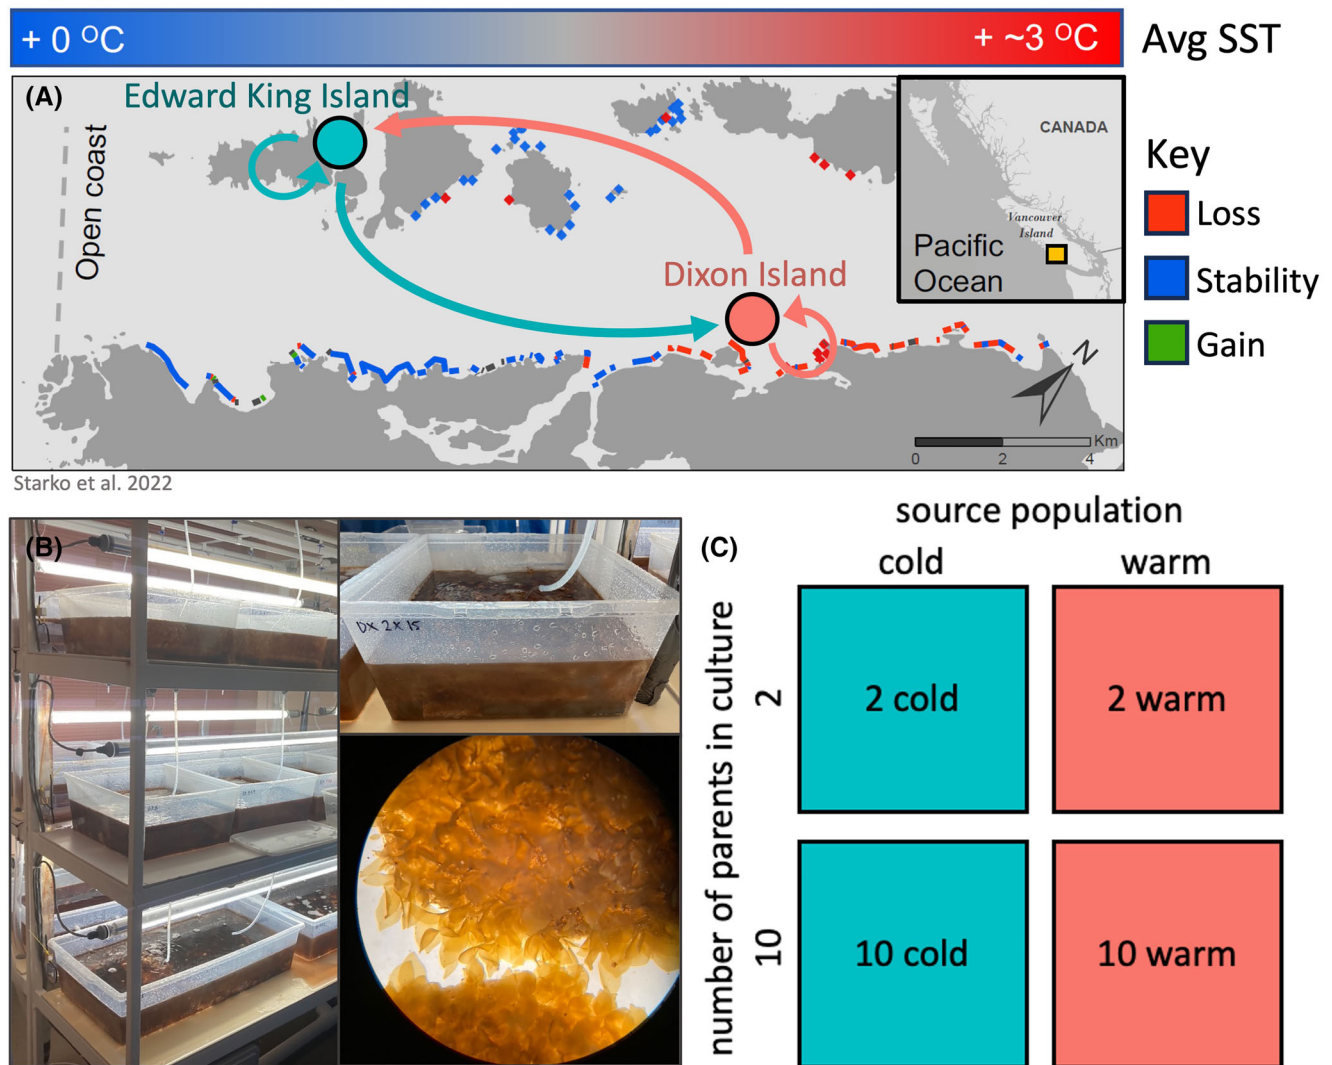 + 0 ºC
+ ~3 ºC
Avg SST
(A)
Edward King Island
Open coast
Dixon Island
CANADA
Vancouver
Island
Pacific
Ocean
N
Km
0 2 4
Key
Loss
Stability
Gain
Starko et al. 2022
(B)
DX 2 X 15
(C)
source population
cold warm
number of parents in culture
2
2 cold
2 warm
10
10 cold
10 warm